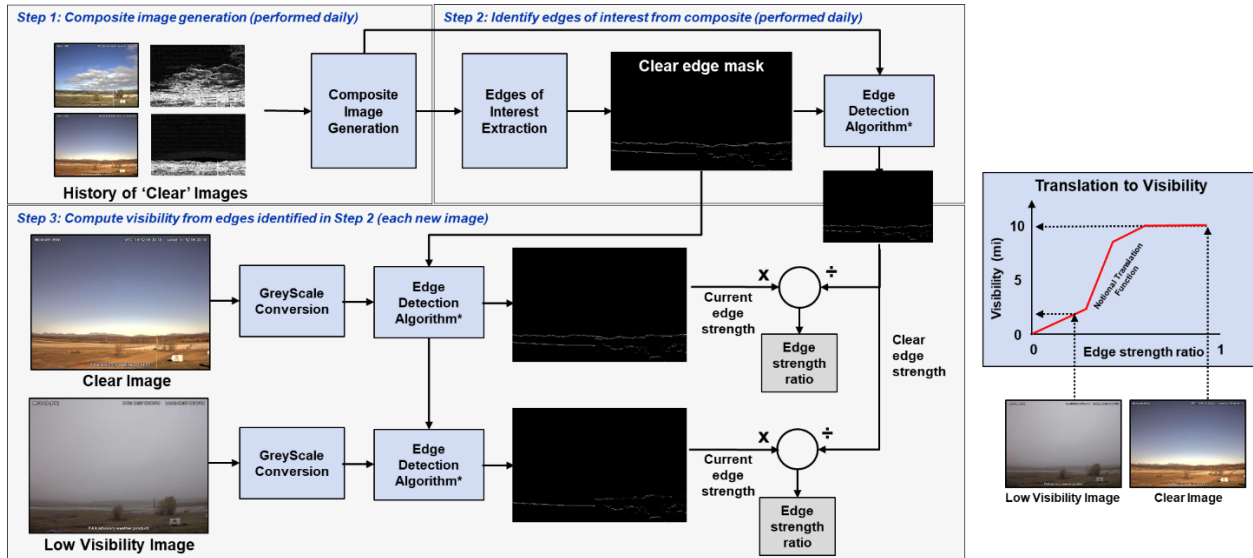 Step 1: Composite image generation (performed daily)
History of ‘Clear’ Images
Composite
Image
Generation
Step 2: Identify edges of interest from composite (performed daily)
Edges of
Interest
Extraction
Clear edge mask
Edge
Detection
Algorithm*
Step 3: Compute visibility from edges identified in Step 2 (each new image)
Clear Image
GreyScale
Conversion
Edge
Detection
Algorithm*
Current
edge
strength
x
÷
Edge
strength
ratio
Clear
edge
strength
FAA advisory weather product
Low Visibility Image
GreyScale
Conversion
Edge
Detection
Algorithm*
Current
edge
strength
x
÷
Edge
strength
ratio
Translation to Visibility
Visibility (mi)
10
5
0
Notional Translation
Function
0
Edge strength ratio
1
Low Visibility Image
Clear Image